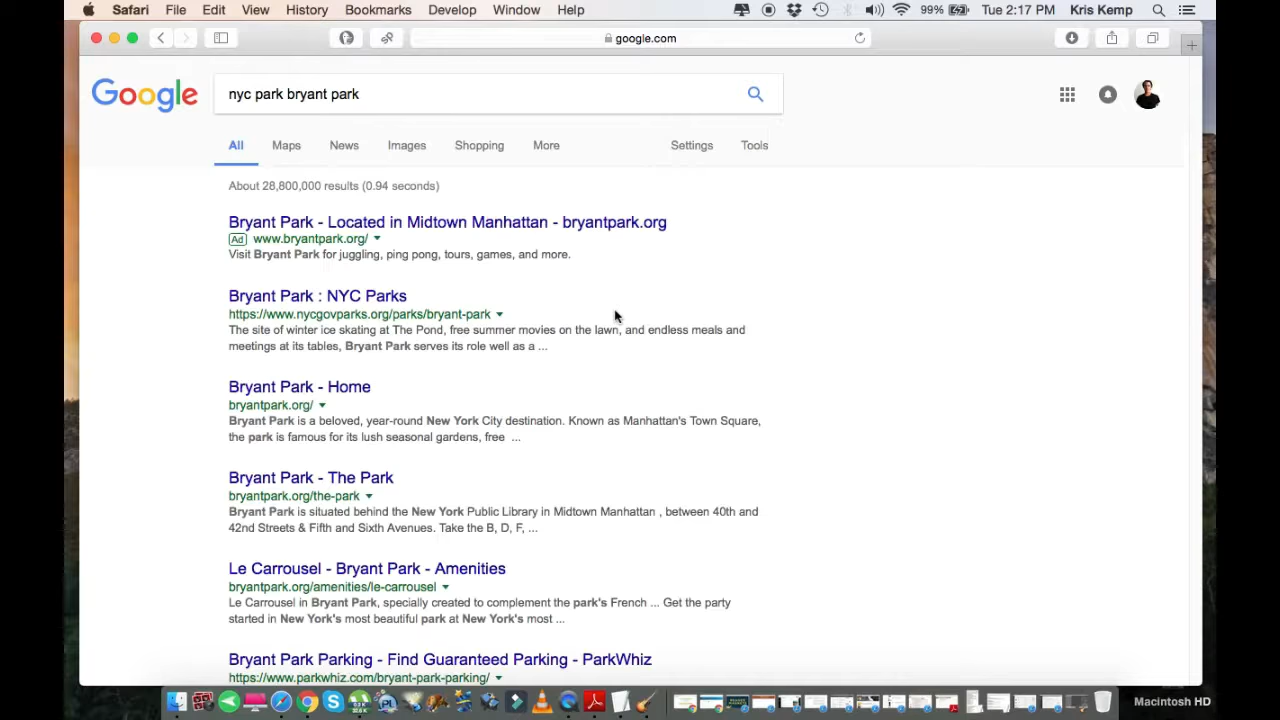 Safari File Edit View History Bookmarks Develop Window Help 99% Tue 2:17 PM Kris Kemp
google.com
Google nyc park bryant park
All Maps News Images Shopping More Settings Tools
About 28,800,000 results (0.94 seconds)
Bryant Park - Located in Midtown Manhattan - bryantpark.org
Ad www.bryantpark.org/
Visit Bryant Park for juggling, ping pong, tours, games, and more.
Bryant Park : NYC Parks
https://www.nycgovparks.org/parks/bryant-park
The site of winter ice skating at The Pond, free summer movies on the lawn, and endless meals and
meetings at its tables, Bryant Park serves its role well as a ...
Bryant Park - Home
bryantpark.org/
Bryant Park is a beloved, year-round New York City destination. Known as Manhattan's Town Square,
the park is famous for its lush seasonal gardens, free ...
Bryant Park - The Park
bryantpark.org/the-park
Bryant Park is situated behind the New York Public Library in Midtown Manhattan , between 40th and
42nd Streets & Fifth and Sixth Avenues. Take the B, D, F, ...
Le Carrousel - Bryant Park - Amenities
bryantpark.org/amenities/le-carrousel
Le Carrousel in Bryant Park, specially created to complement the park's French ... Get the party
started in New York's most beautiful park at New York's most ...
Bryant Park Parking - Find Guaranteed Parking - ParkWhiz
https://www.parkwhiz.com/bryant-park-parking/
Macintosh HD